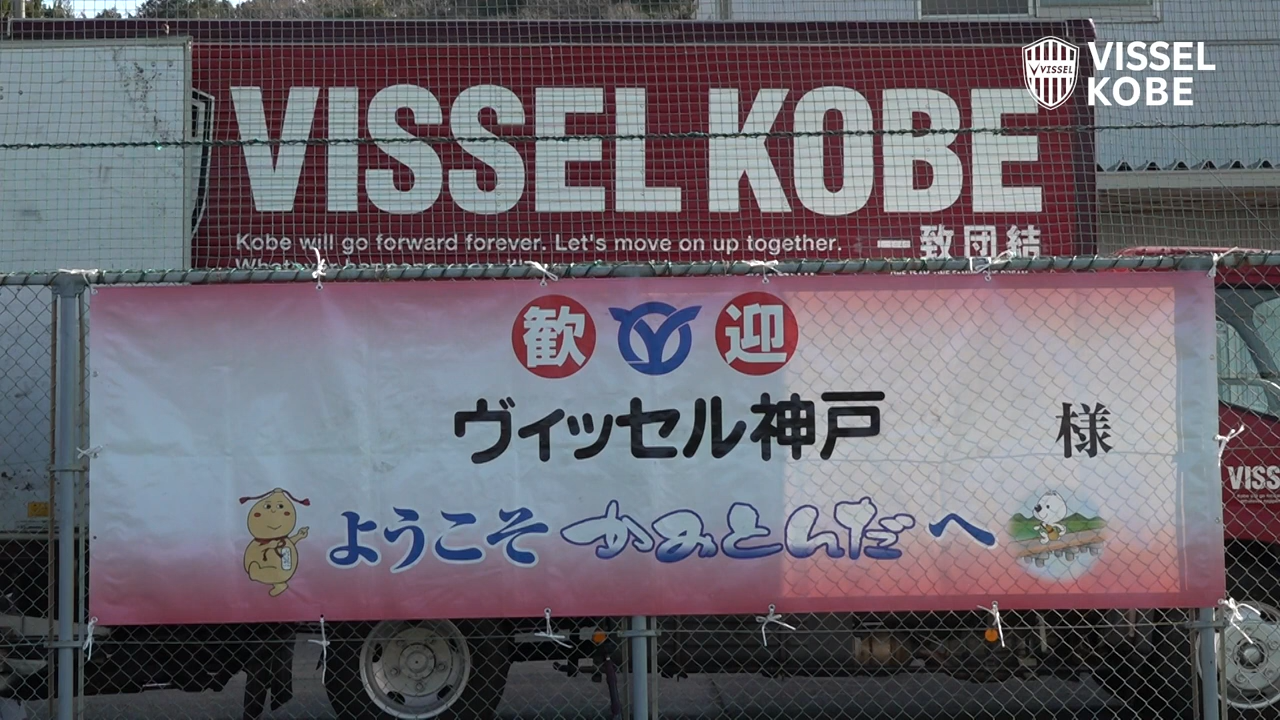 VISSEL
KOBE
VISSEL
VISSEL KOBE
Kobe will go forward forever. Let's move on up together.
一致団結
歓迎
ヴィッセル神戸 様
ようこそ かみとんだ へ
VISS